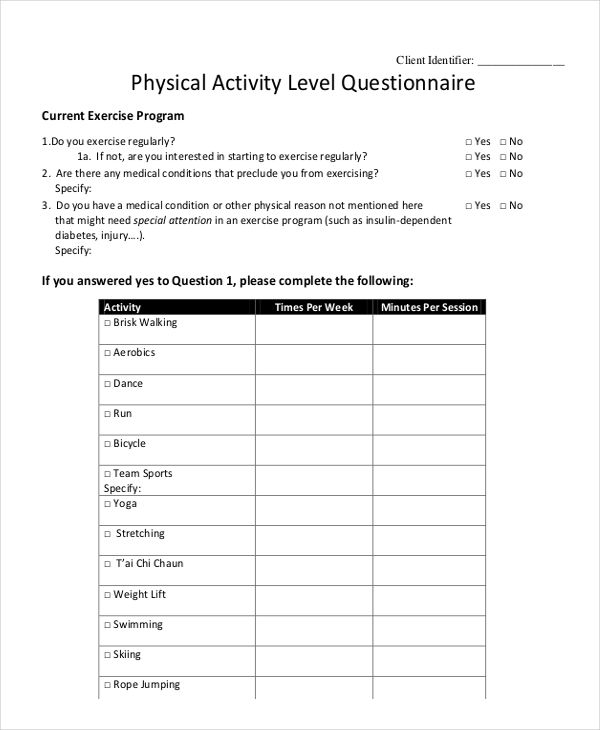 Client Identifier: _______________
Physical Activity Level Questionnaire
Current Exercise Program
1.Do you exercise regularly? □ Yes □ No
1a. If not, are you interested in starting to exercise regularly? □ Yes □ No
2. Are there any medical conditions that preclude you from exercising? □ Yes □ No
Specify:
3. Do you have a medical condition or other physical reason not mentioned here □ Yes □ No
that might need special attention in an exercise program (such as insulin-dependent
diabetes, injury....).
Specify:
If you answered yes to Question 1, please complete the following:
Activity Times Per Week Minutes Per Session
□ Brisk Walking
□ Aerobics
□ Dance
□ Run
□ Bicycle
□ Team Sports
Specify:
□ Yoga
□ Stretching
□ T'ai Chi Chaun
□ Weight Lift
□ Swimming
□ Skiing
□ Rope Jumping